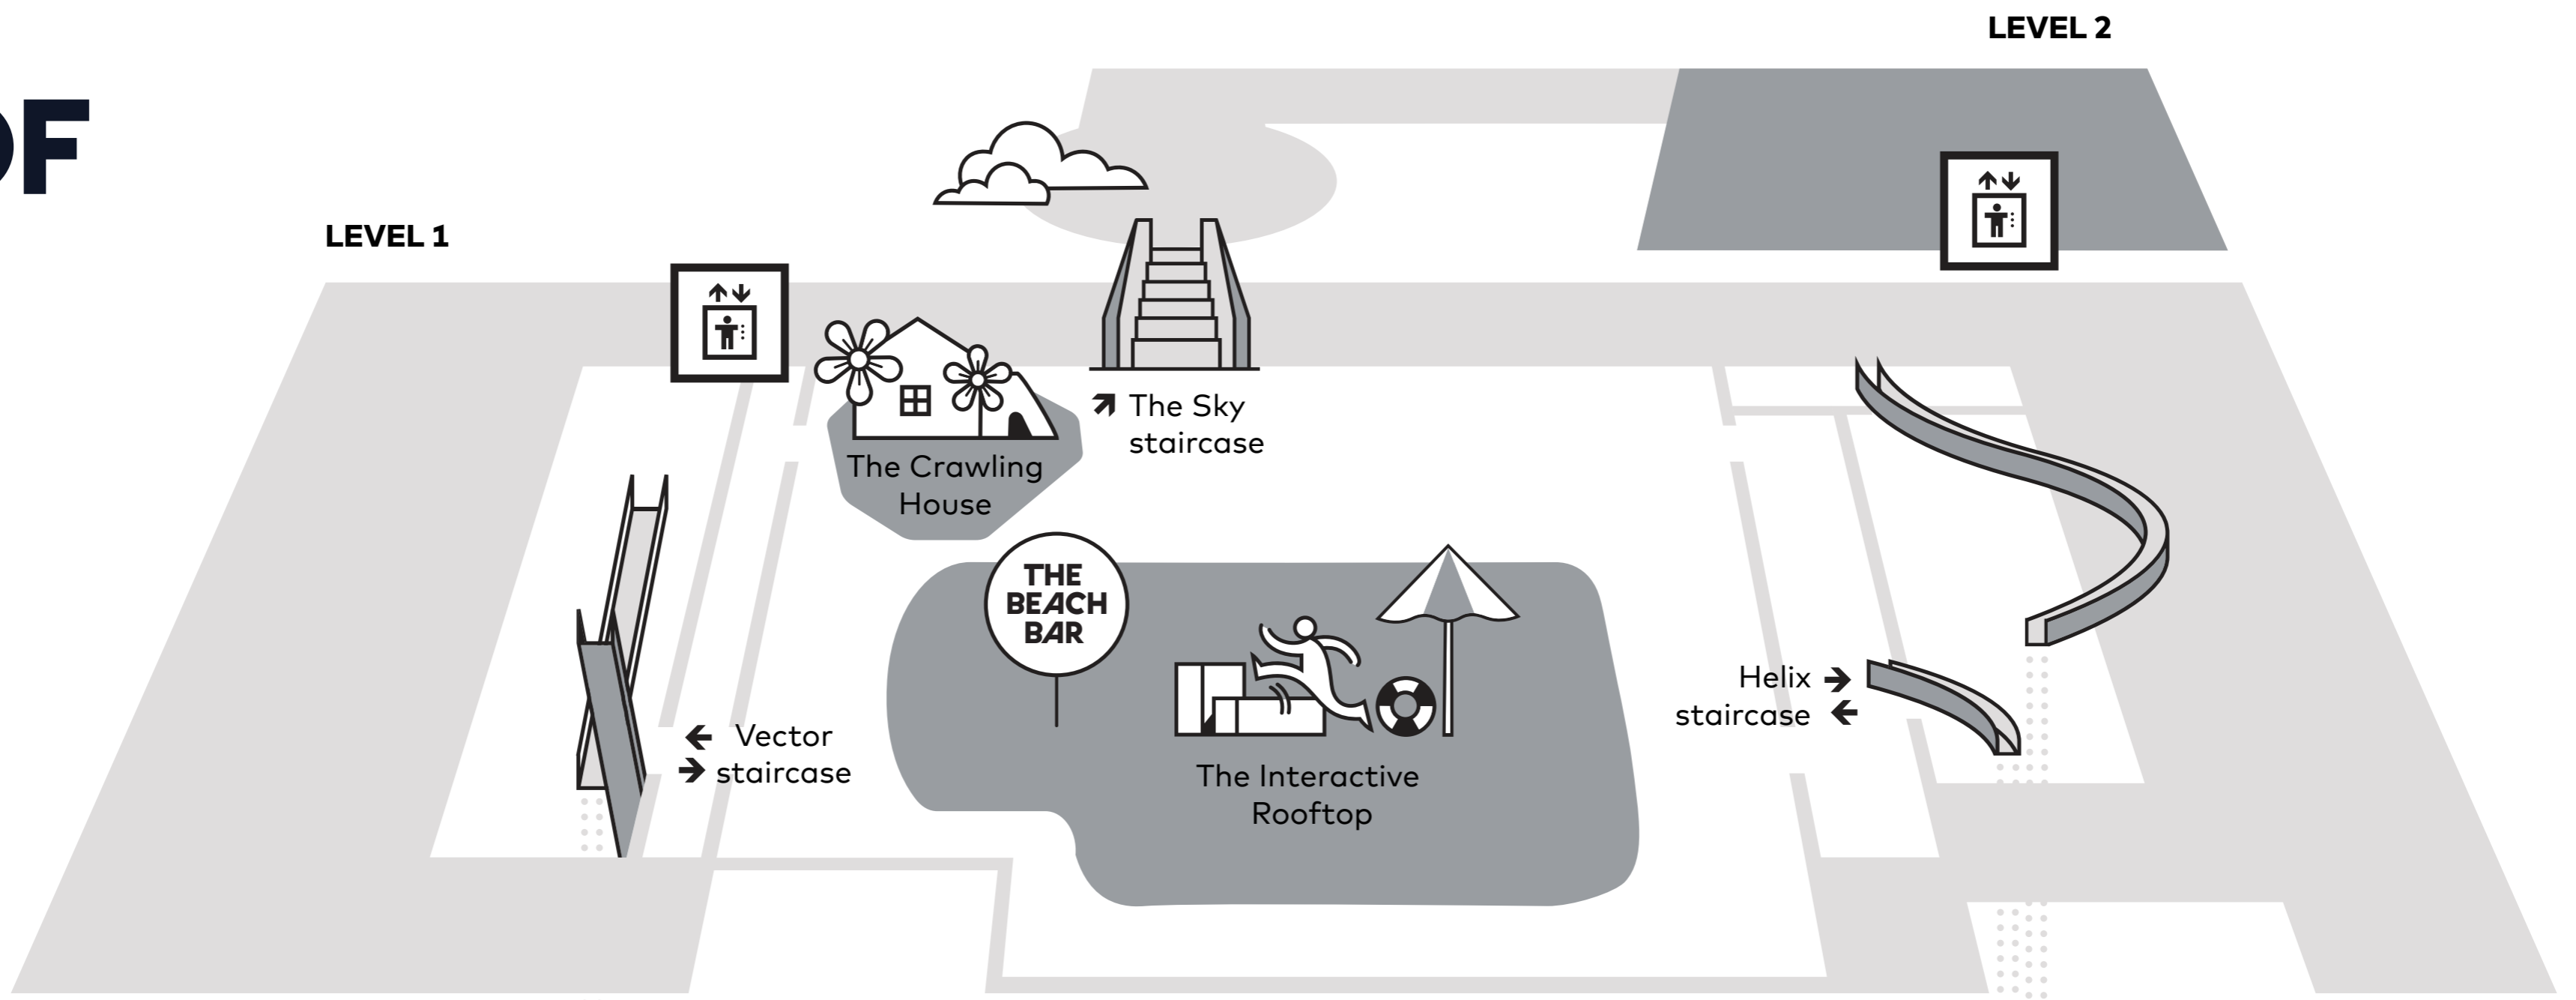 LEVEL 2
OF
LEVEL 1
The Sky
staircase
The Crawling
House
THE
BEACH
BAR
Helix
staircase
Vector
staircase
The Interactive
Rooftop